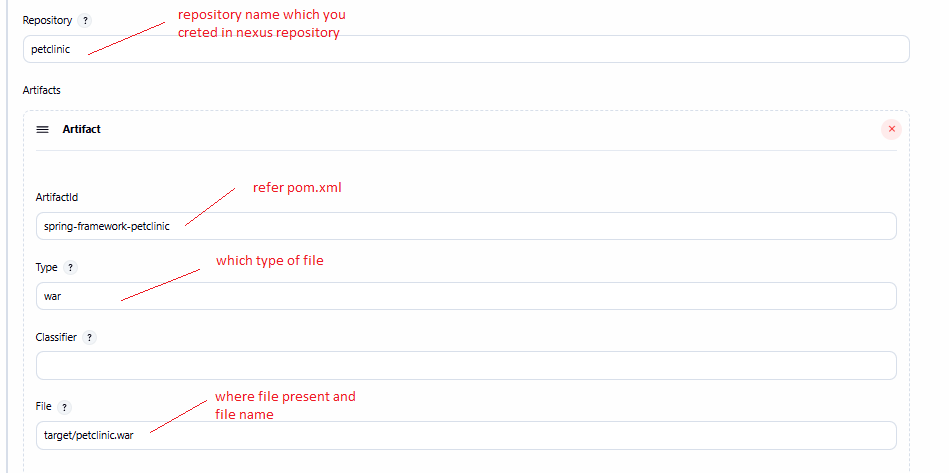 Repository ?
repository name which you
creted in nexus repository
petclinic
Artifacts
Artifact
refer pom.xml
ArtifactId
spring-framework-petclinic
which type of file
Type ?
war
Classifier ?
where file present and
file name
File ?
target/petclinic.war